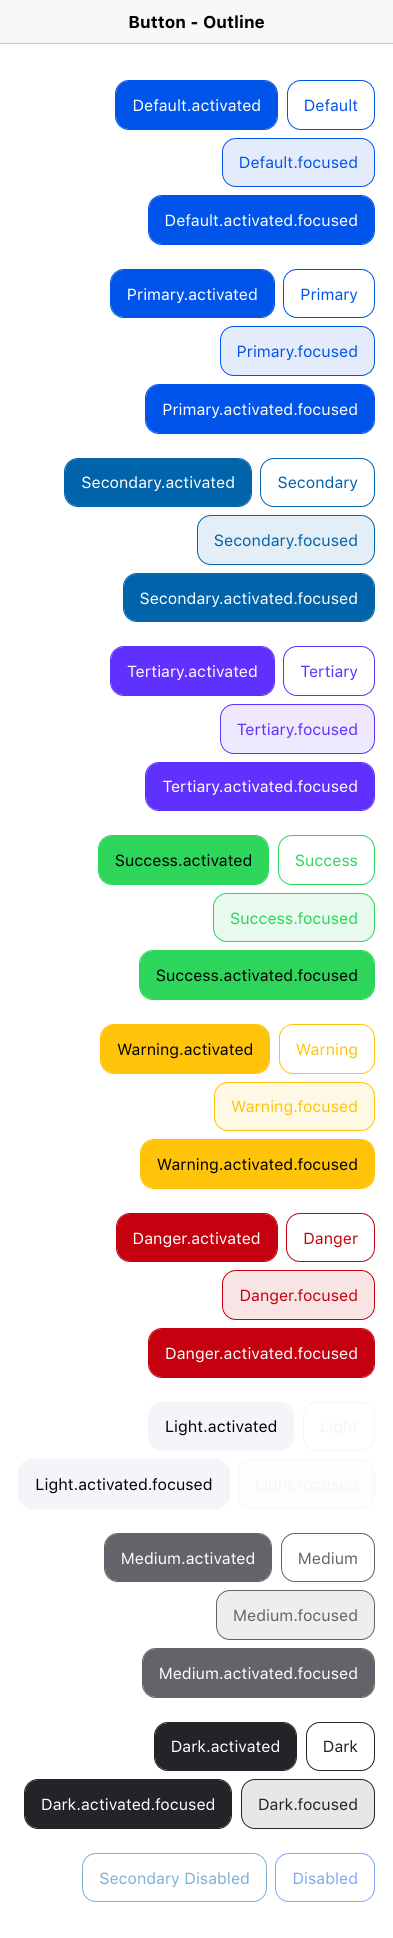 Button - Outline
Default.activated Default
Default.focused
Default.activated.focused
Primary.activated Primary
Primary.focused
Primary.activated.focused
Secondary.activated Secondary
Secondary.focused
Secondary.activated.focused
Tertiary.activated Tertiary
Tertiary.focused
Tertiary.activated.focused
Success.activated Success
Success.focused
Success.activated.focused
Warning.activated Warning
Warning.focused
Warning.activated.focused
Danger.activated Danger
Danger.focused
Danger.activated.focused
Light.activated Light
Light.activated.focused Light.focused
Medium.activated Medium
Medium.focused
Medium.activated.focused
Dark.activated Dark
Dark.activated.focused Dark.focused
Secondary Disabled Disabled